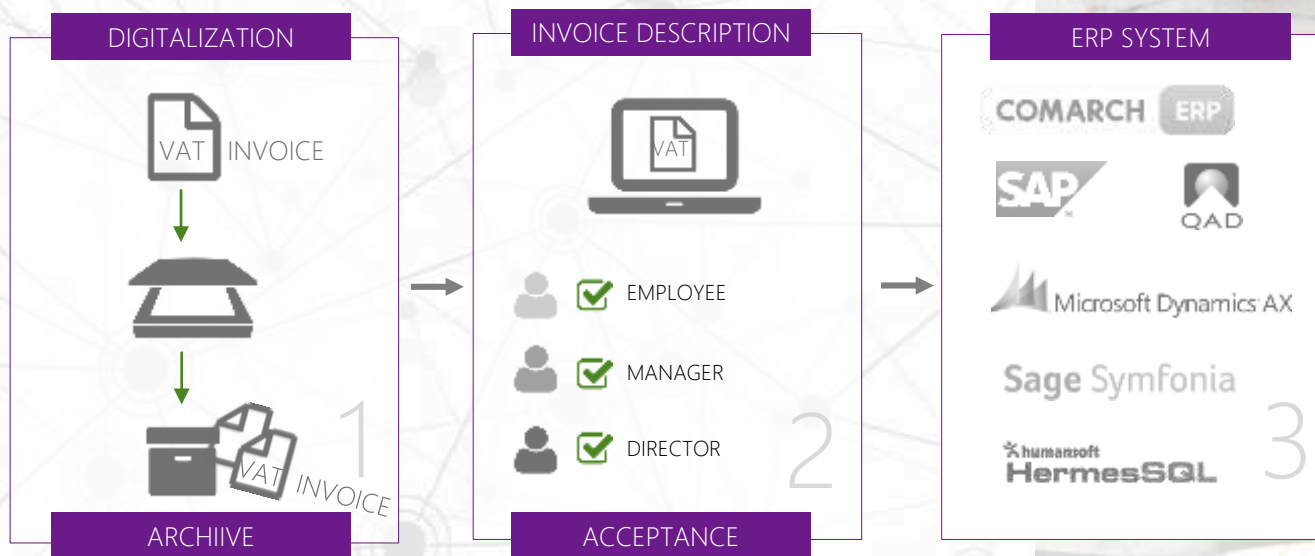 DIGITALIZATION
VAT INVOICE
VAT INVOICE
1
ARCHIIVE
INVOICE DESCRIPTION
VAT
EMPLOYEE
MANAGER
DIRECTOR
2
ACCEPTANCE
ERP SYSTEM
COMARCH ERP
SAP
QAD
Microsoft Dynamics AX
Sage Symfonia
humansoft
HermesSQL
3